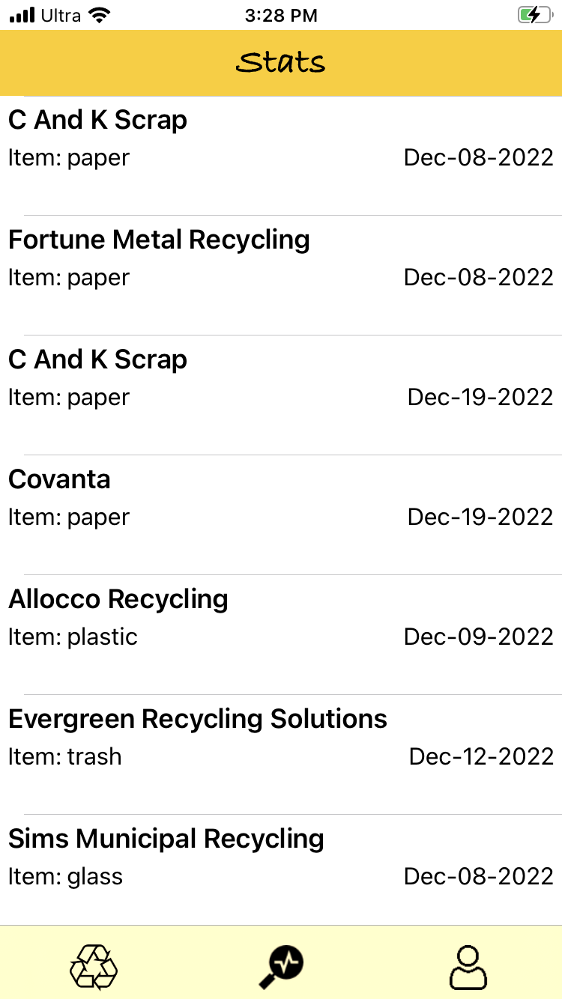 Ultra 3:28 PM
Stats
C And K Scrap
Item: paper Dec-08-2022
Fortune Metal Recycling
Item: paper Dec-08-2022
C And K Scrap
Item: paper Dec-19-2022
Covanta
Item: paper Dec-19-2022
Allocco Recycling
Item: plastic Dec-09-2022
Evergreen Recycling Solutions
Item: trash Dec-12-2022
Sims Municipal Recycling
Item: glass Dec-08-2022